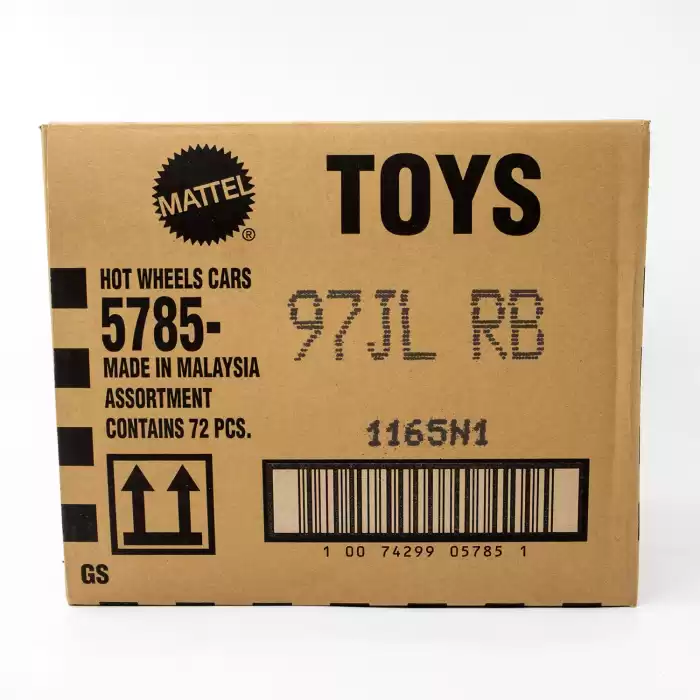 MATTEL®
TOYS
HOT WHEELS CARS
5785-
97JL RB
MADE IN MALAYSIA
ASSORTMENT
CONTAINS 72 PCS.
1165N1
1 00 74299 05785 1
GS